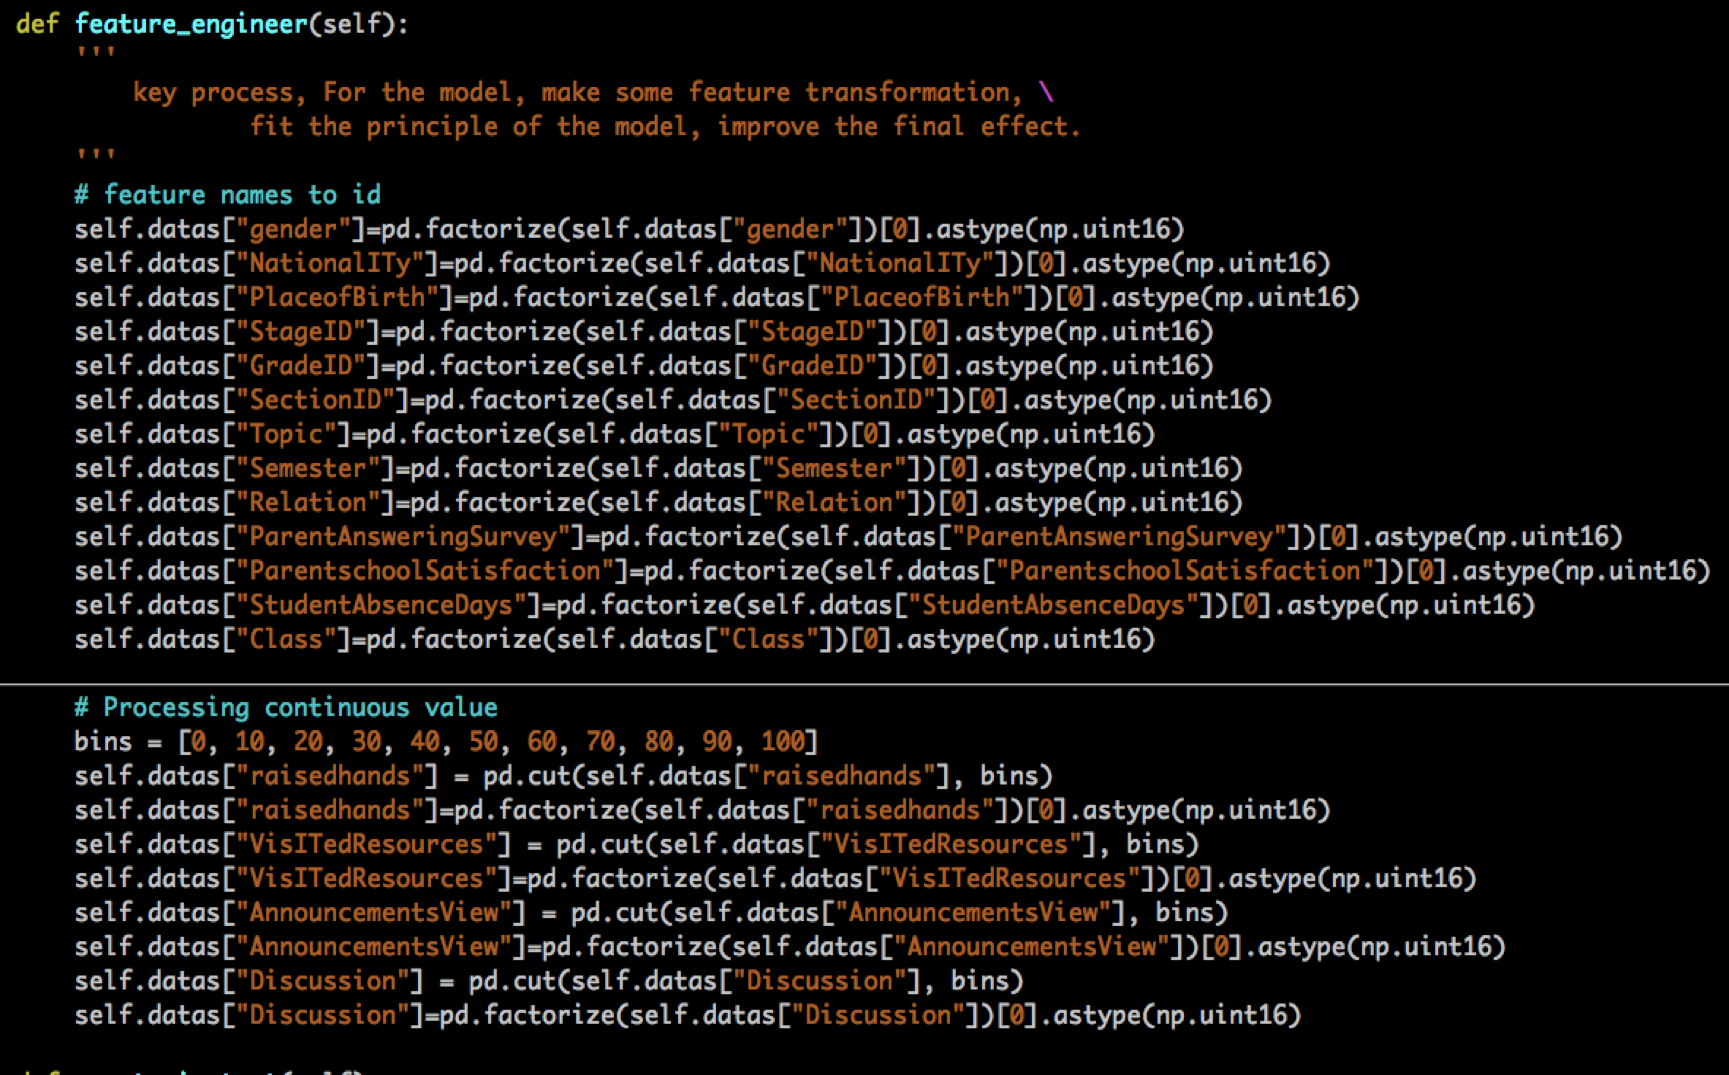 def feature_engineer(self):
'''
key process, For the model, make some feature transformation, \
fit the principle of the model, improve the final effect.
'''
# feature names to id
self.datas["gender"]=pd.factorize(self.datas["gender"])[0].astype(np.uint16)
self.datas["NationalITy"]=pd.factorize(self.datas["NationalITy"])[0].astype(np.uint16)
self.datas["PlaceofBirth"]=pd.factorize(self.datas["PlaceofBirth"])[0].astype(np.uint16)
self.datas["StageID"]=pd.factorize(self.datas["StageID"])[0].astype(np.uint16)
self.datas["GradeID"]=pd.factorize(self.datas["GradeID"])[0].astype(np.uint16)
self.datas["SectionID"]=pd.factorize(self.datas["SectionID"])[0].astype(np.uint16)
self.datas["Topic"]=pd.factorize(self.datas["Topic"])[0].astype(np.uint16)
self.datas["Semester"]=pd.factorize(self.datas["Semester"])[0].astype(np.uint16)
self.datas["Relation"]=pd.factorize(self.datas["Relation"])[0].astype(np.uint16)
self.datas["ParentAnsweringSurvey"]=pd.factorize(self.datas["ParentAnsweringSurvey"])[0].astype(np.uint16)
self.datas["ParentschoolSatisfaction"]=pd.factorize(self.datas["ParentschoolSatisfaction"])[0].astype(np.uint16)
self.datas["StudentAbsenceDays"]=pd.factorize(self.datas["StudentAbsenceDays"])[0].astype(np.uint16)
self.datas["Class"]=pd.factorize(self.datas["Class"])[0].astype(np.uint16)
# Processing continuous value
bins = [0, 10, 20, 30, 40, 50, 60, 70, 80, 90, 100]
self.datas["raisedhands"] = pd.cut(self.datas["raisedhands"], bins)
self.datas["raisedhands"]=pd.factorize(self.datas["raisedhands"])[0].astype(np.uint16)
self.datas["VisITedResources"] = pd.cut(self.datas["VisITedResources"], bins)
self.datas["VisITedResources"]=pd.factorize(self.datas["VisITedResources"])[0].astype(np.uint16)
self.datas["AnnouncementsView"] = pd.cut(self.datas["AnnouncementsView"], bins)
self.datas["AnnouncementsView"]=pd.factorize(self.datas["AnnouncementsView"])[0].astype(np.uint16)
self.datas["Discussion"] = pd.cut(self.datas["Discussion"], bins)
self.datas["Discussion"]=pd.factorize(self.datas["Discussion"])[0].astype(np.uint16)